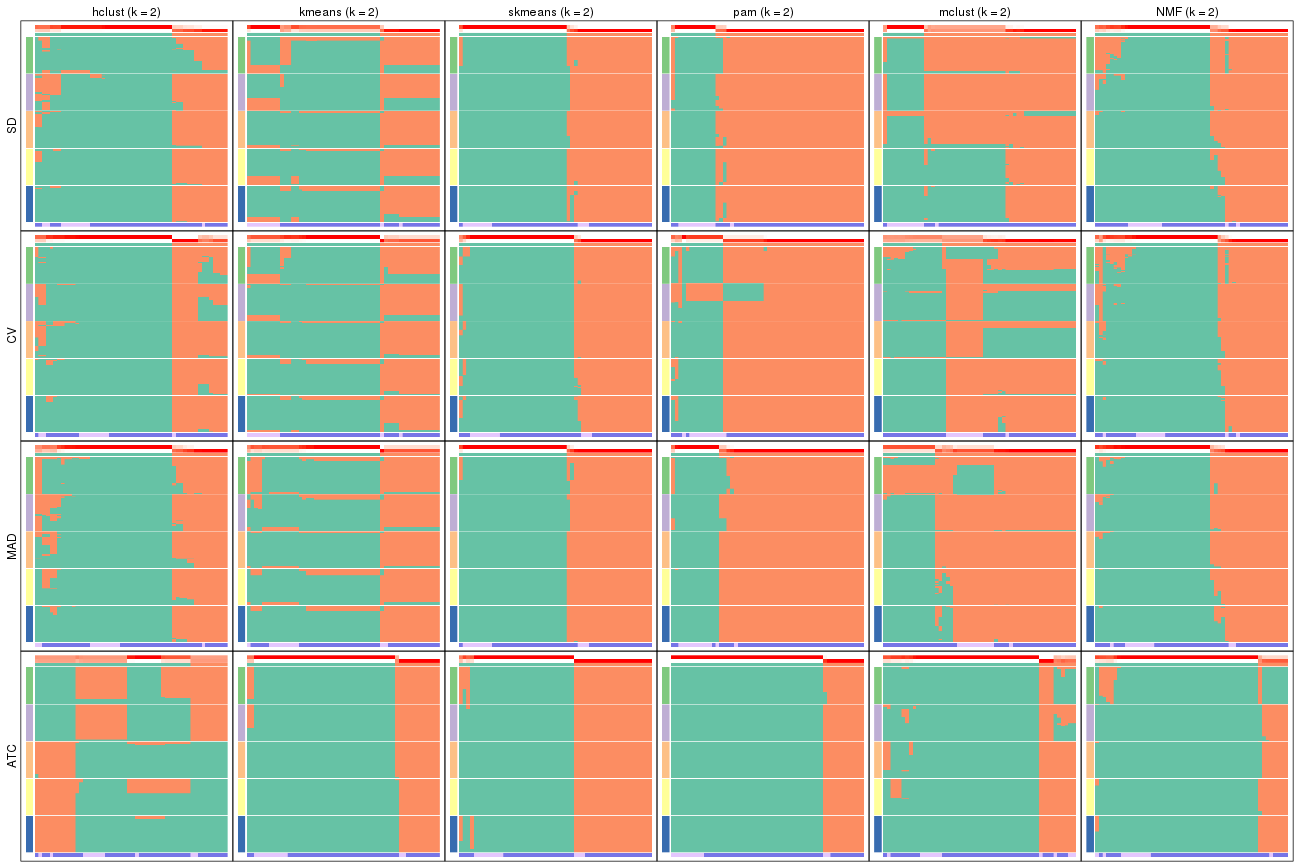 hclust (k = 2)
kmeans (k = 2)
skmeans (k = 2)
pam (k = 2)
mclust (k = 2)
NMF (k = 2)
SD
CV
MAD
ATC